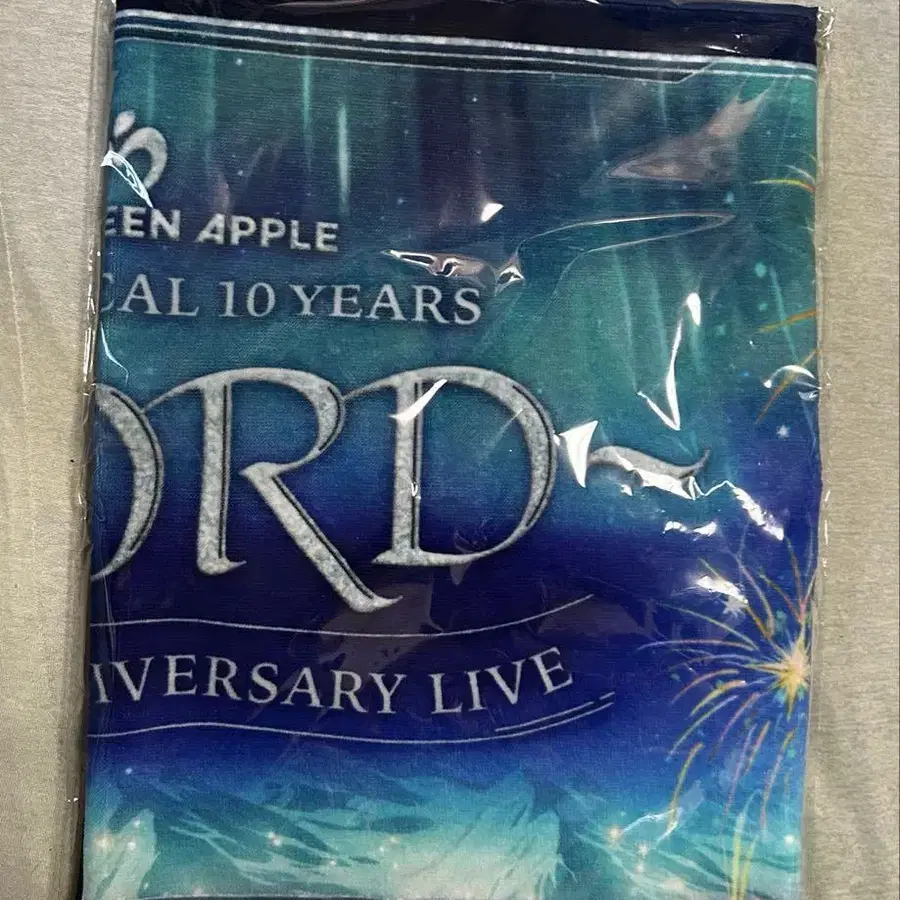 EEN APPLE
CAL 10 YEARS
ORD~
IVERSARY LIVE